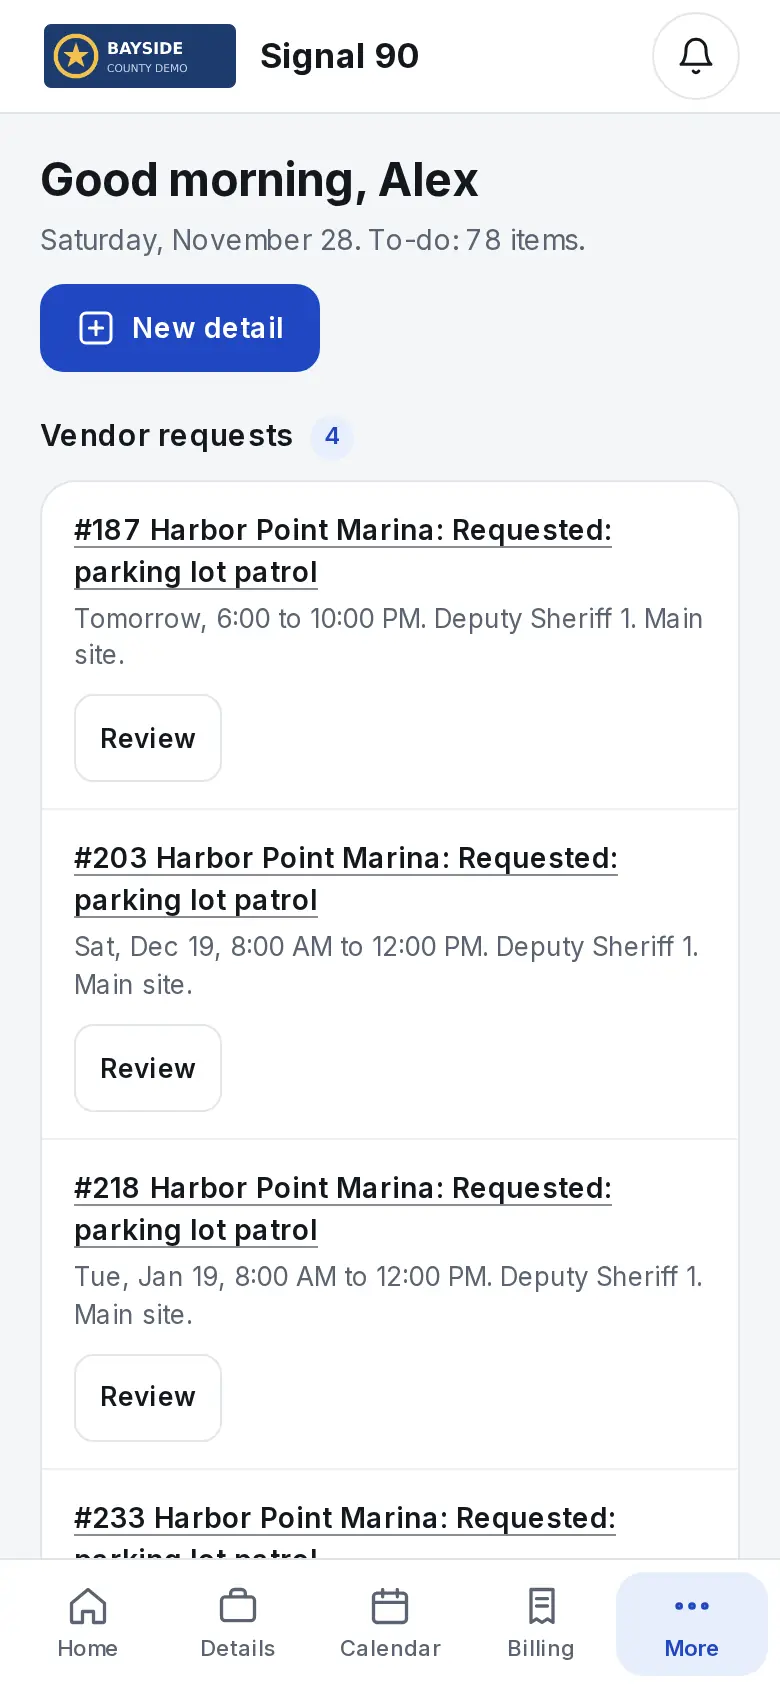 BAYSIDE
COUNTY DEMO
Signal 90
Good morning, Alex
Saturday, November 28. To-do: 78 items.
New detail
Vendor requests 4
#187 Harbor Point Marina: Requested:
parking lot patrol
Tomorrow, 6:00 to 10:00 PM. Deputy Sheriff 1. Main
site.
Review
#203 Harbor Point Marina: Requested:
parking lot patrol
Sat, Dec 19, 8:00 AM to 12:00 PM. Deputy Sheriff 1.
Main site.
Review
#218 Harbor Point Marina: Requested:
parking lot patrol
Tue, Jan 19, 8:00 AM to 12:00 PM. Deputy Sheriff 1.
Main site.
Review
#233 Harbor Point Marina: Requested:
parking lot patrol
Home
Details
Calendar
Billing
More